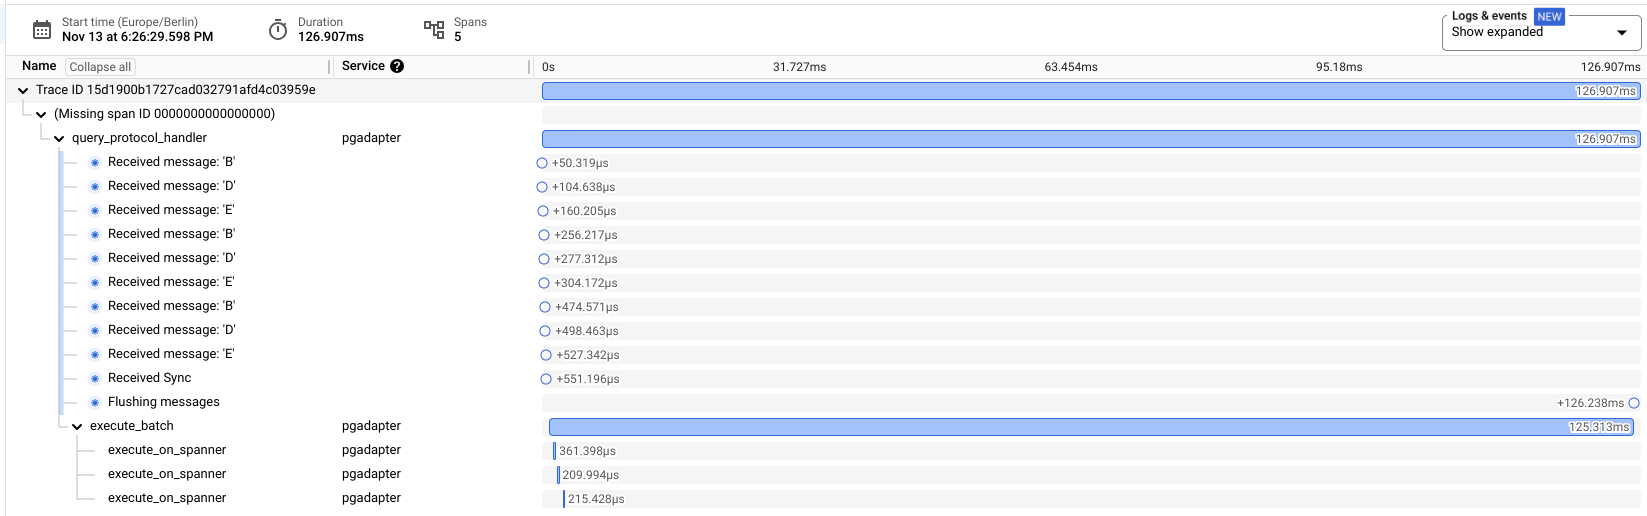 Start time (Europe/Berlin)
Nov 13 at 6:26:29.598 PM
Duration
126.907ms
Spans
5
Logs & events NEW
Show expanded
Name Collapse all Service ? 0s 31.727ms 63.454ms 95.18ms 126.907ms
Trace ID 15d1900b1727cad032791afd4c03959e 126.907ms
(Missing span ID 0000000000000000)
query_protocol_handler pgadapter 126.907ms
Received message: 'B' +50.319µs
Received message: 'D' +104.638µs
Received message: 'E' +160.205µs
Received message: 'B' +256.217µs
Received message: 'D' +277.312µs
Received message: 'E' +304.172µs
Received message: 'B' +474.571µs
Received message: 'D' +498.463µs
Received message: 'E' +527.342µs
Received Sync +551.196µs
Flushing messages +126.238ms
execute_batch pgadapter 125.313ms
execute_on_spanner pgadapter 361.398µs
execute_on_spanner pgadapter 209.994µs
execute_on_spanner pgadapter 215.428µs